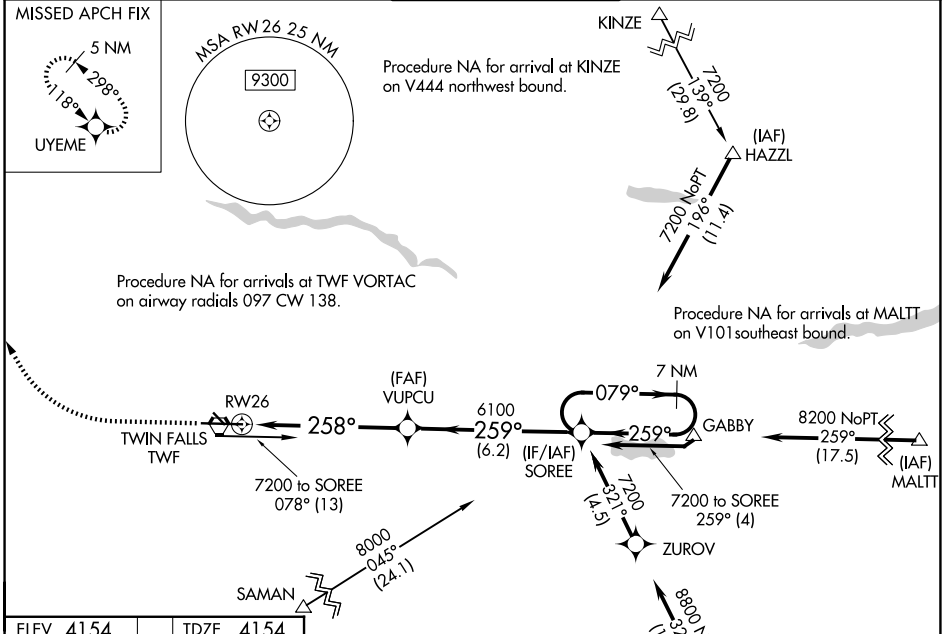 MISSED APCH FIX
5 NM
298°
118°
UYEME
MSA RW26 25 NM
9300
Procedure NA for arrival at KINZE
on V444 northwest bound.
KINZE
7200
139°
(29.8)
(IAF)
HAZZL
7200 NoPT
196°
(11.4)
Procedure NA for arrivals at TWF VORTAC
on airway radials 097 CW 138.
Procedure NA for arrivals at MALTT
on V101southeast bound.
RW26
TWIN FALLS
TWF
258°
(FAF)
VUPCU
6100
259°
(6.2)
(IF/IAF)
SOREE
079°
7 NM
259°
GABBY
8200 NoPT
259°
(17.5)
(IAF)
MALTT
7200 to SOREE
078° (13)
7200 to SOREE
259° (4)
7200
321°
(4.5)
ZUROV
8000
045°
(24.1)
SAMAN
8800
ELEV 4154
TDZE 4154